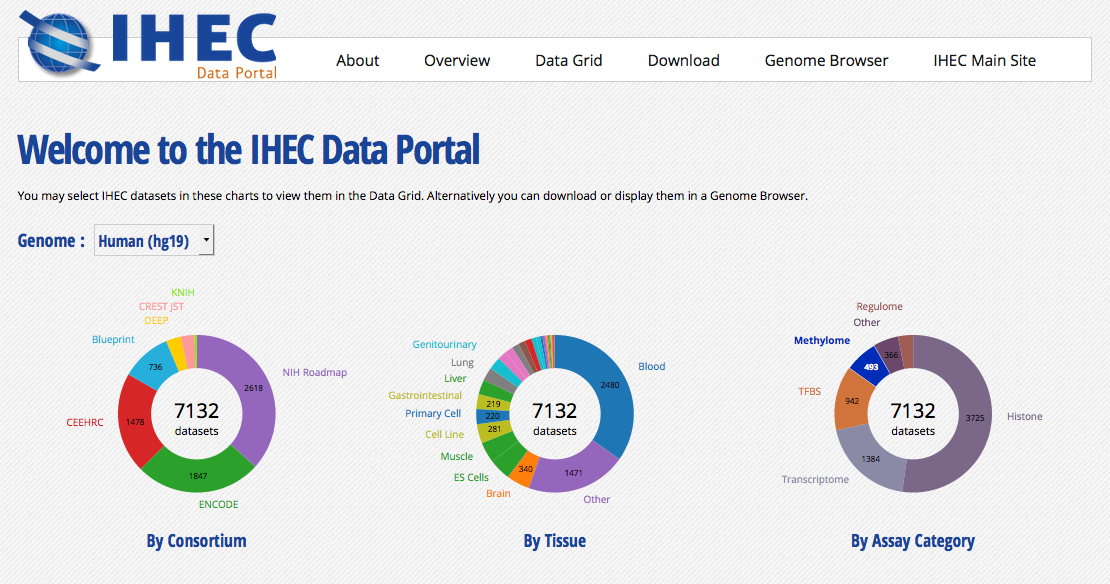 IHEC
Data Portal
About Overview Data Grid Download Genome Browser IHEC Main Site
Welcome to the IHEC Data Portal
You may select IHEC datasets in these charts to view them in the Data Grid. Alternatively you can download or display them in a Genome Browser.
Genome : Human (hg19)
KNIH
CREST JST
DEEP
Blueprint
NIH Roadmap
CEEHRC
ENCODE
736
2618
1478
1847
7132
datasets
By Consortium
Genitourinary
Lung
Liver
Gastrointestinal
Primary Cell
Cell Line
Muscle
ES Cells
Brain
Other
Blood
219
220
281
340
1471
2480
7132
datasets
By Tissue
Regulome
Other
Methylome
TFBS
Transcriptome
Histone
366
493
942
1384
3725
7132
datasets
By Assay Category